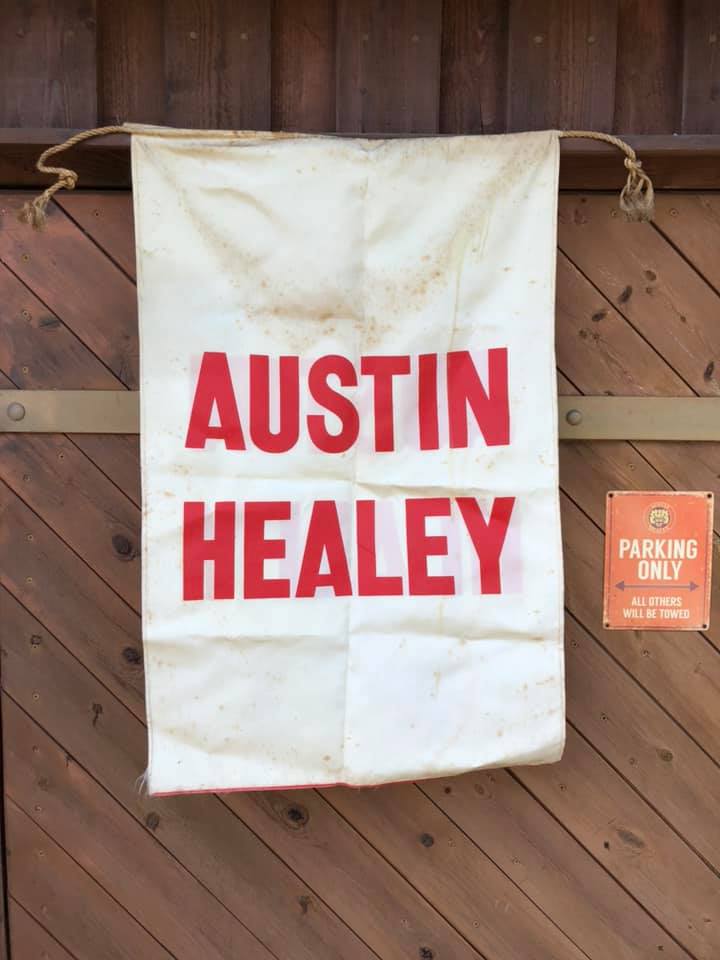 AUSTIN
HEALEY
PARKING
ONLY
ALL OTHERS
WILL BE TOWED